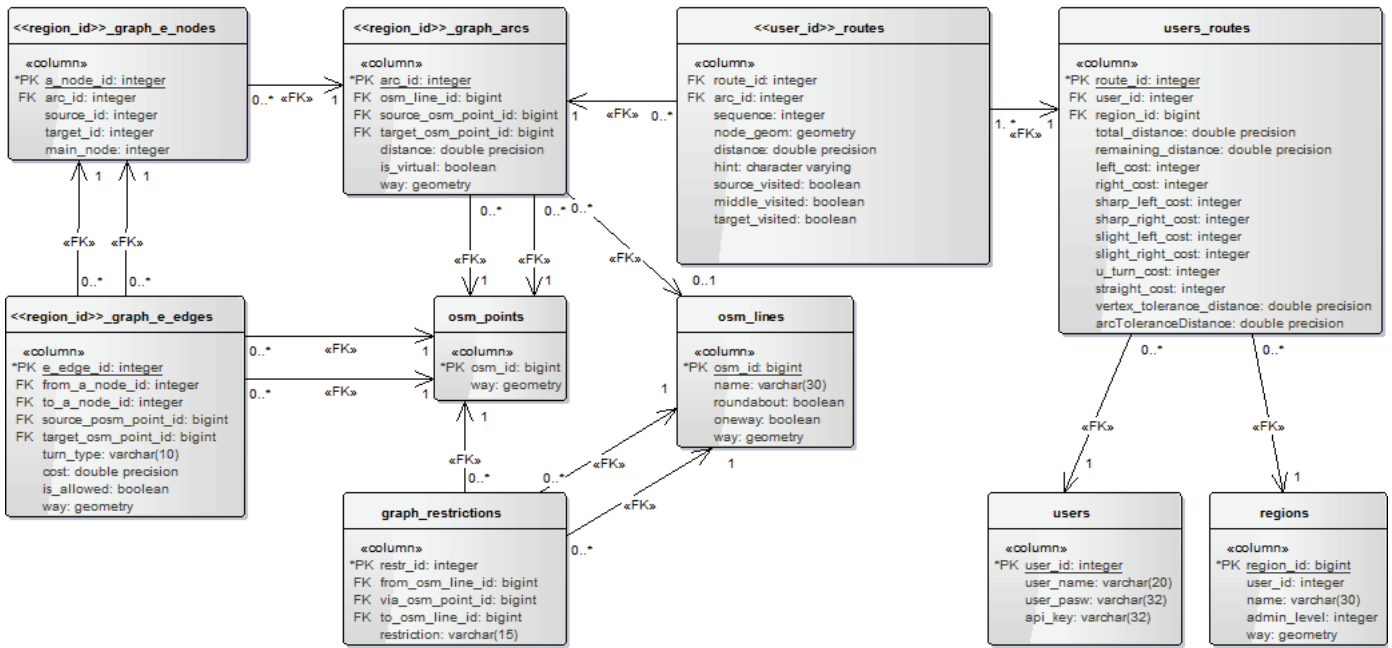 <<region_id>>_graph_e_nodes
«column»
*PK a_node_id: integer
FK arc_id: integer
source_id: integer
target_id: integer
main_node: integer
0..*
«FK»
1
<<region_id>>_graph_arcs
«column»
*PK arc_id: integer
FK osm_line_id: bigint
FK source_osm_point_id: bigint
FK target_osm_point_id: bigint
distance: double precision
is_virtual: boolean
way: geometry
1
«FK»
0..*
<<user_id>>_routes
«column»
FK route_id: integer
FK arc_id: integer
sequence: integer
node_geom: geometry
distance: double precision
hint: character varying
source_visited: boolean
middle_visited: boolean
target_visited: boolean
1..*
«FK»
1
users_routes
«column»
*PK route_id: integer
FK user_id: integer
FK region_id: bigint
total_distance: double precision
remaining_distance: double precision
left_cost: integer
right_cost: integer
sharp_left_cost: integer
sharp_right_cost: integer
slight_left_cost: integer
slight_right_cost: integer
u_turn_cost: integer
straight_cost: integer
vertex_tolerance_distance: double precision
arcToleranceDistance: double precision
1
1
«FK»
«FK»
0..*
0..*
0..*
0..*
0..*
«FK»
«FK»
«FK»
1
1
0..1
<<region_id>>_graph_e_edges
«column»
*PK e_edge_id: integer
FK from_a_node_id: integer
FK to_a_node_id: integer
FK source_posm_point_id: bigint
FK target_osm_point_id: bigint
turn_type: varchar(10)
cost: double precision
is_allowed: boolean
way: geometry
0..*
«FK»
1
0..*
«FK»
1
osm_points
«column»
*PK osm_id: bigint
way: geometry
osm_lines
«column»
*PK osm_id: bigint
name: varchar(30)
roundabout: boolean
oneway: boolean
way: geometry
1
«FK»
0..*
1
«FK»
0..*
1
«FK»
0..*
graph_restrictions
«column»
*PK restr_id: integer
FK from_osm_line_id: bigint
FK via_osm_point_id: bigint
FK to_osm_line_id: bigint
restriction: varchar(15)
0..*
0..*
«FK»
«FK»
1
1
users
«column»
*PK user_id: integer
user_name: varchar(20)
user_pasw: varchar(32)
api_key: varchar(32)
regions
«column»
*PK region_id: bigint
user_id: integer
name: varchar(30)
admin_level: integer
way: geometry